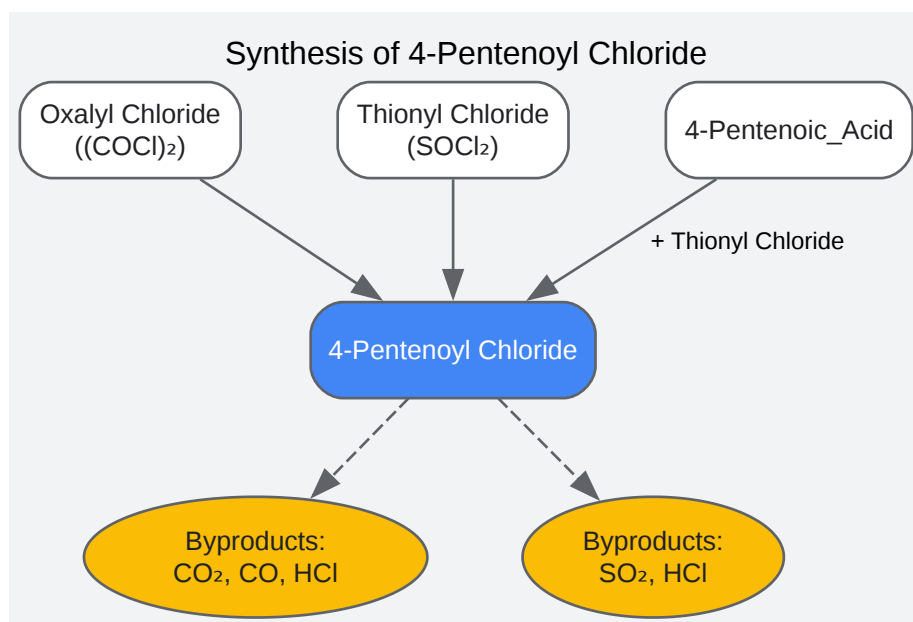 Synthesis of 4-Pentenoyl Chloride
Oxalyl Chloride
((COCl)₂)
Thionyl Chloride
(SOCl₂)
4-Pentenoic_Acid
+ Thionyl Chloride
4-Pentenoyl Chloride
Byproducts:
CO₂, CO, HCl
Byproducts:
SO₂, HCl